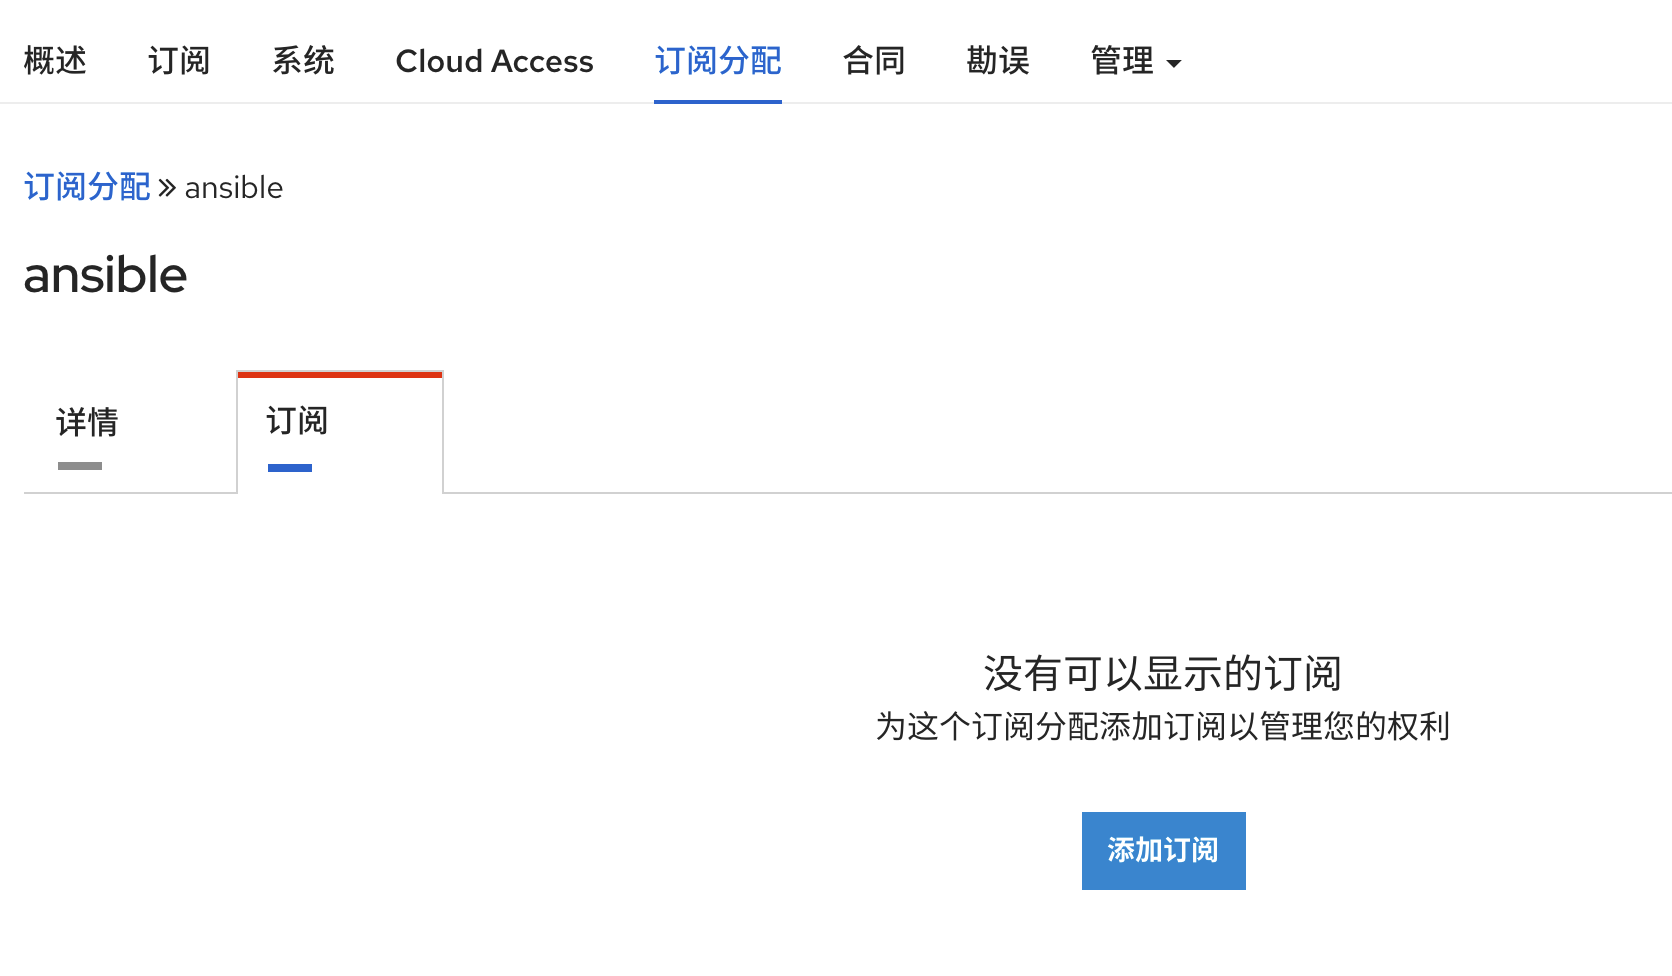 概述 订阅 系统 Cloud Access 订阅分配 合同 勘误 管理
订阅分配 » ansible
ansible
详情 订阅
没有可以显示的订阅
为这个订阅分配添加订阅以管理您的权利
添加订阅